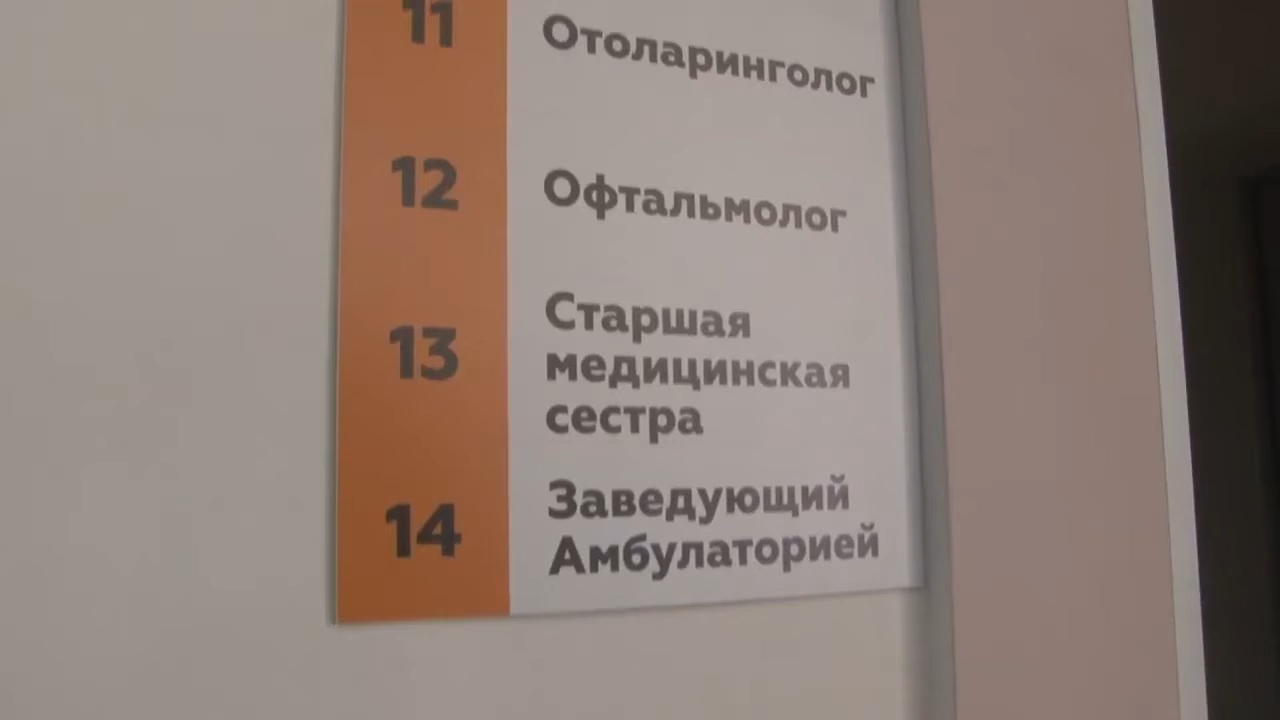 11 Отоларинголог
12 Офтальмолог
13 Старшая
медицинская
сестра
14 Заведующий
Амбулаторией